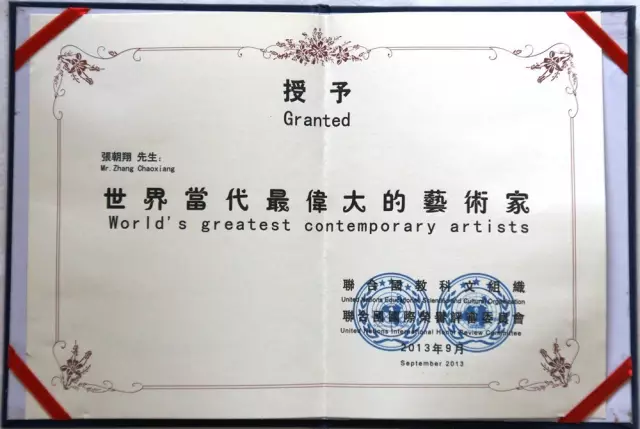 授予
Granted
張朝翔 先生:
Mr. Zhang Chaoxiang
世界當代最偉大的藝術家
World's greatest contemporary artists
聯合國教科文組織
United Nations Educational Scientific and Cultural Organization
聯合國國際榮譽評審委員會
United Nations International Honor Review Committee
2013年9月
September 2013